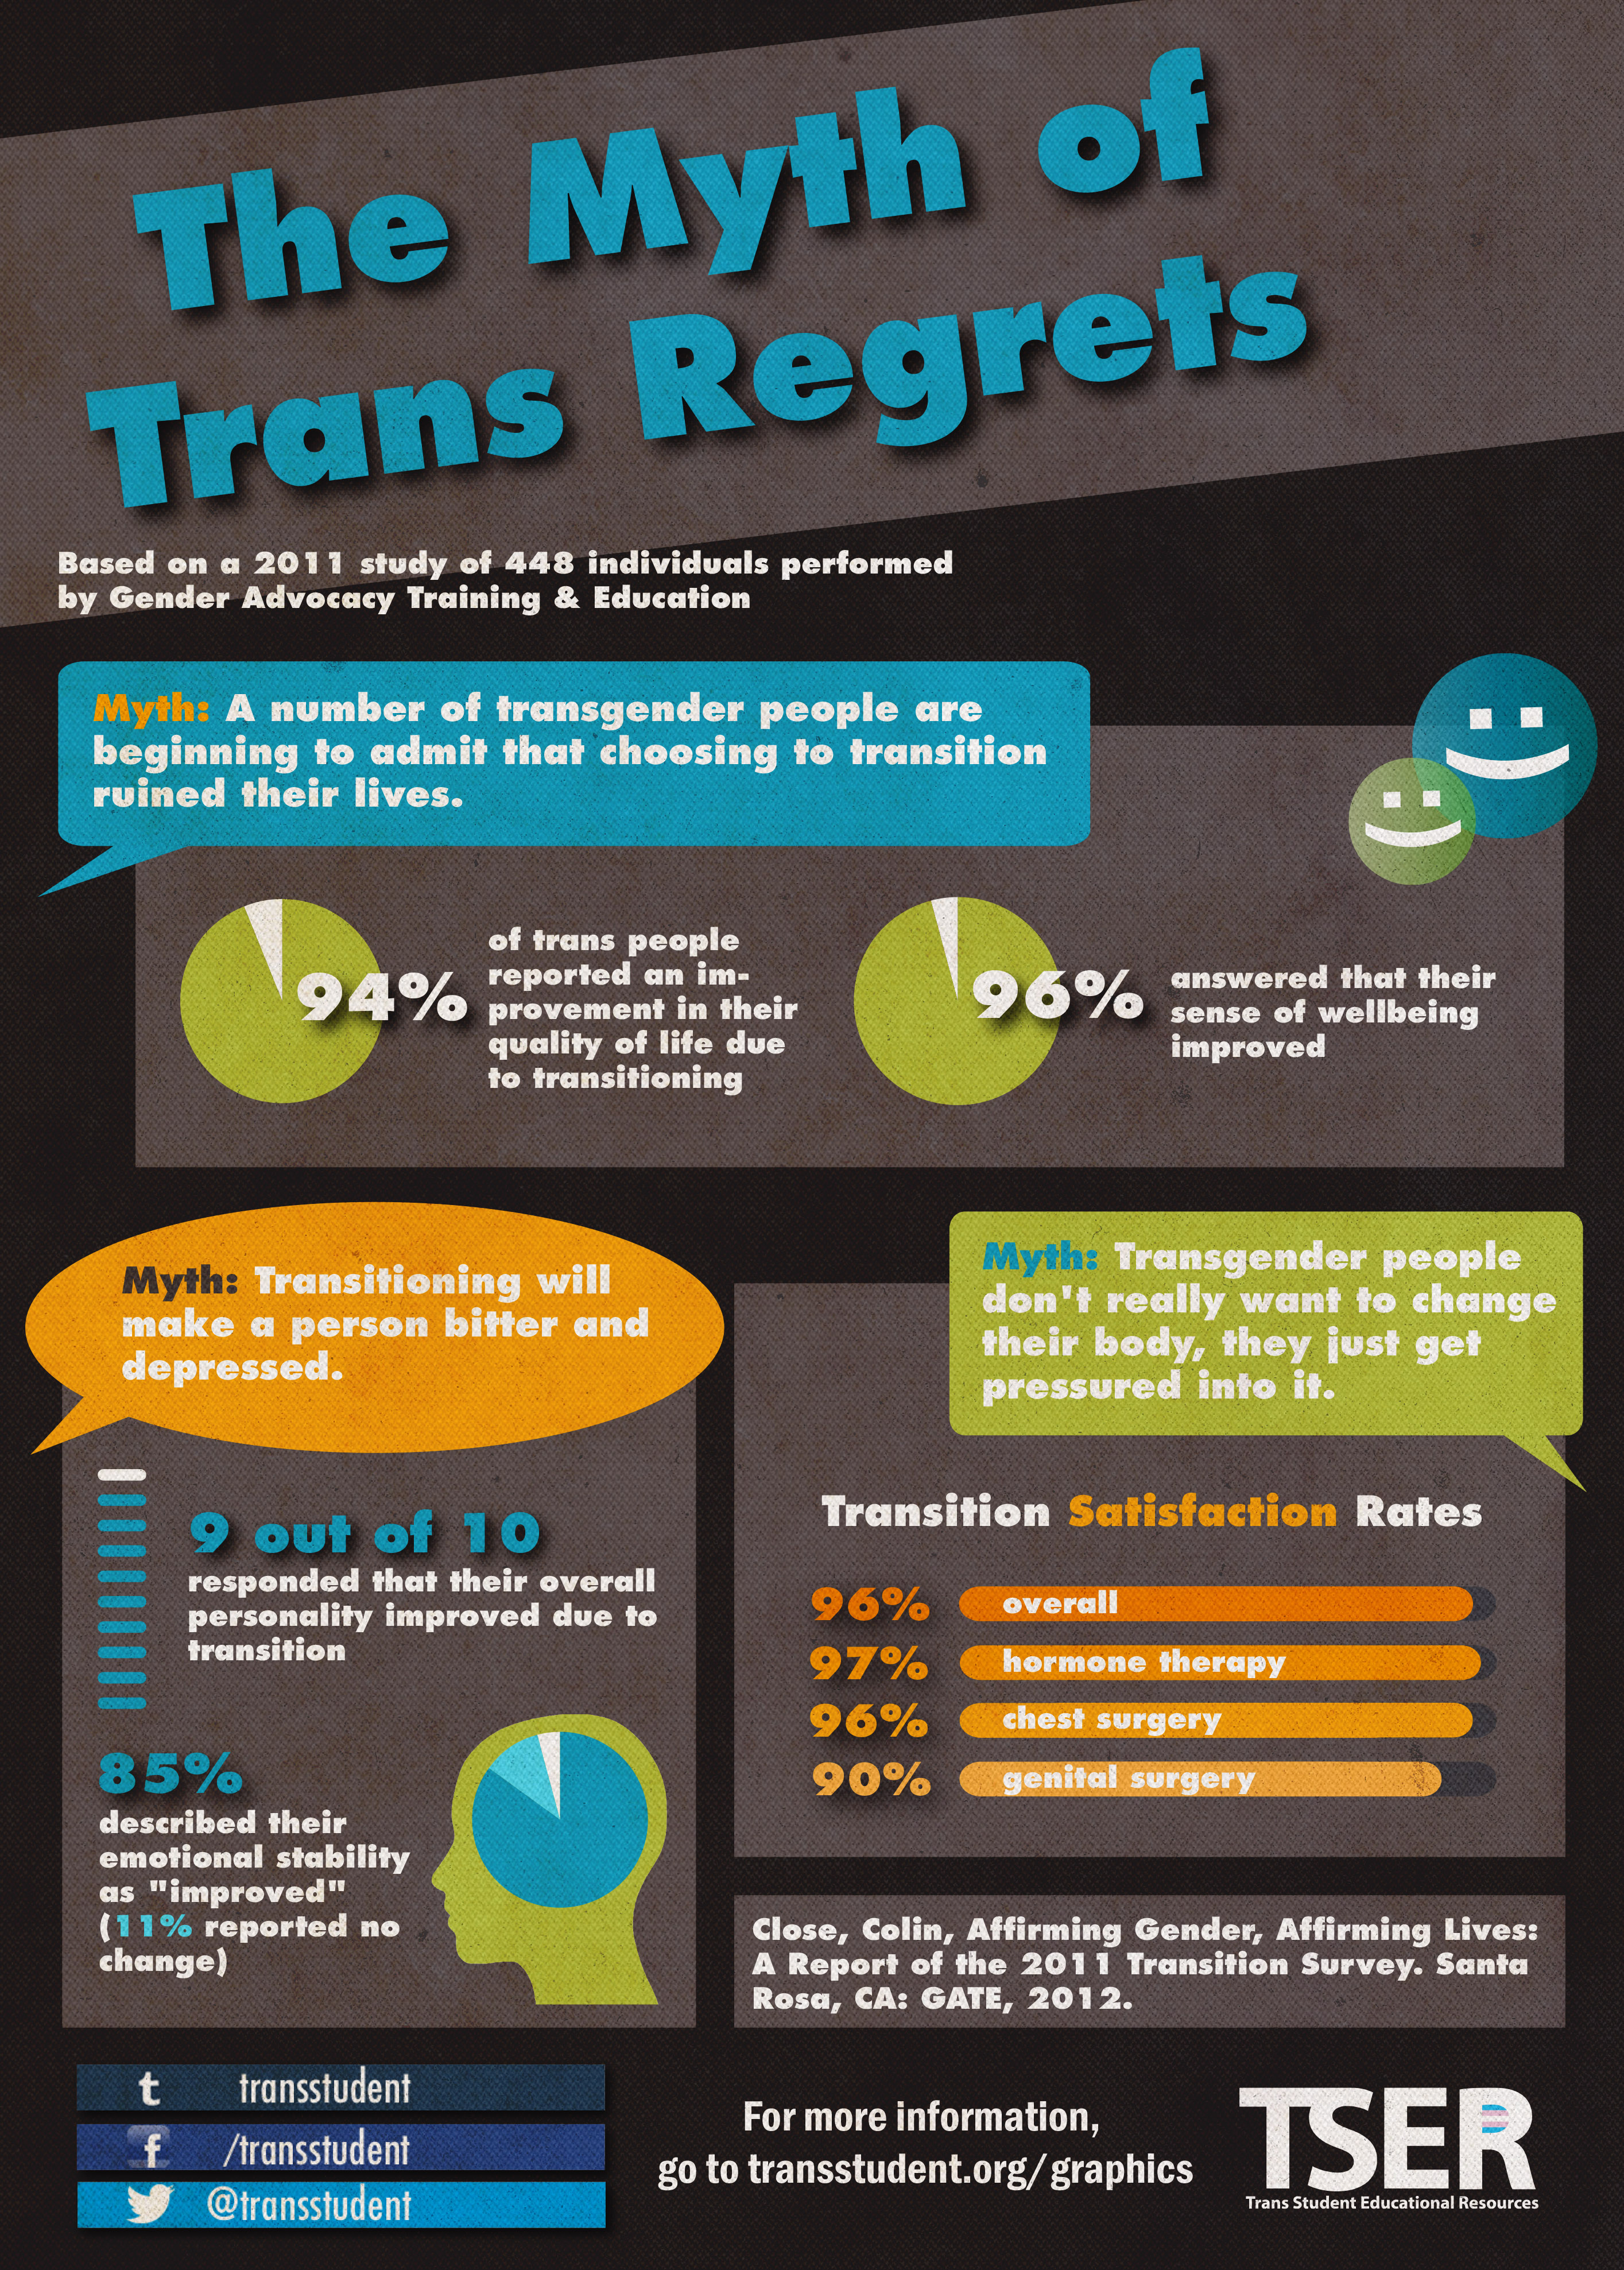 The Myth of
Trans Regrets
Based on a 2011 study of 448 individuals performed
by Gender Advocacy Training & Education
Myth: A number of transgender people are
beginning to admit that choosing to transition
ruined their lives.
94%
of trans people
reported an im-
provement in their
quality of life due
to transitioning
96%
answered that their
sense of wellbeing
improved
Myth: Transitioning will
make a person bitter and
depressed.
9 out of 10
responded that their overall
personality improved due to
transition
85%
described their
emotional stability
as "improved"
(11% reported no
change)
Myth: Transgender people
don't really want to change
their body, they just get
pressured into it.
Transition Satisfaction Rates
96% overall
97% hormone therapy
96% chest surgery
90% genital surgery
Close, Colin, Affirming Gender, Affirming Lives:
A Report of the 2011 Transition Survey. Santa
Rosa, CA: GATE, 2012.
t transstudent
f /transstudent
@transstudent
For more information,
go to transstudent.org/graphics
TSER
Trans Student Educational Resources